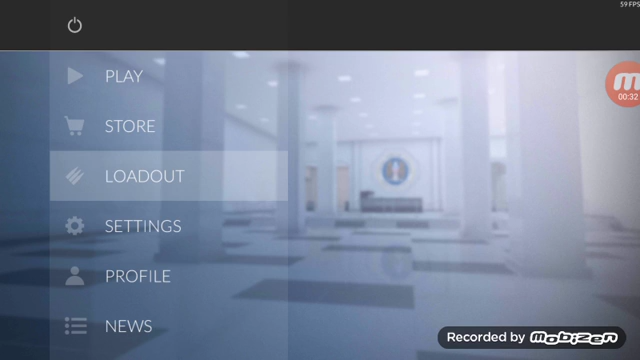 59 FPS
PLAY
00:32
STORE
LOADOUT
SETTINGS
PROFILE
NEWS
Recorded by mobizen